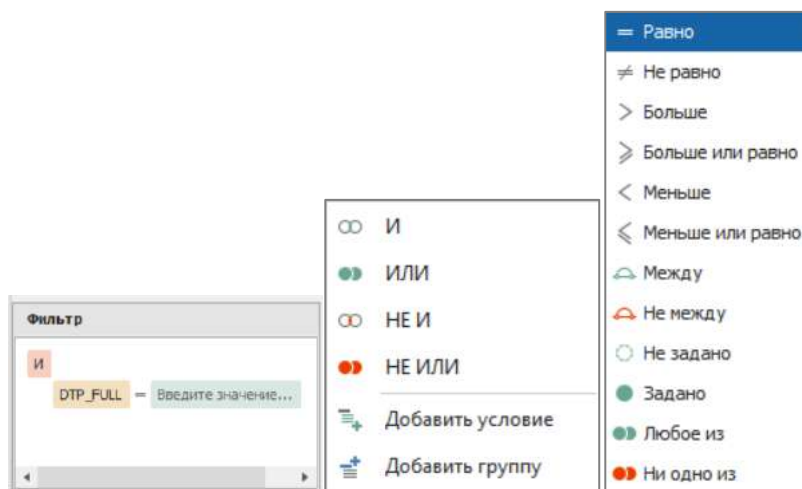 Фильтр
И
DTP_FULL = Введите значение...
И
ИЛИ
НЕ И
НЕ ИЛИ
Добавить условие
Добавить группу
= Равно
≠ Не равно
> Больше
⩾ Больше или равно
< Меньше
⩽ Меньше или равно
Между
Не между
Не задано
Задано
Любое из
Ни одно из